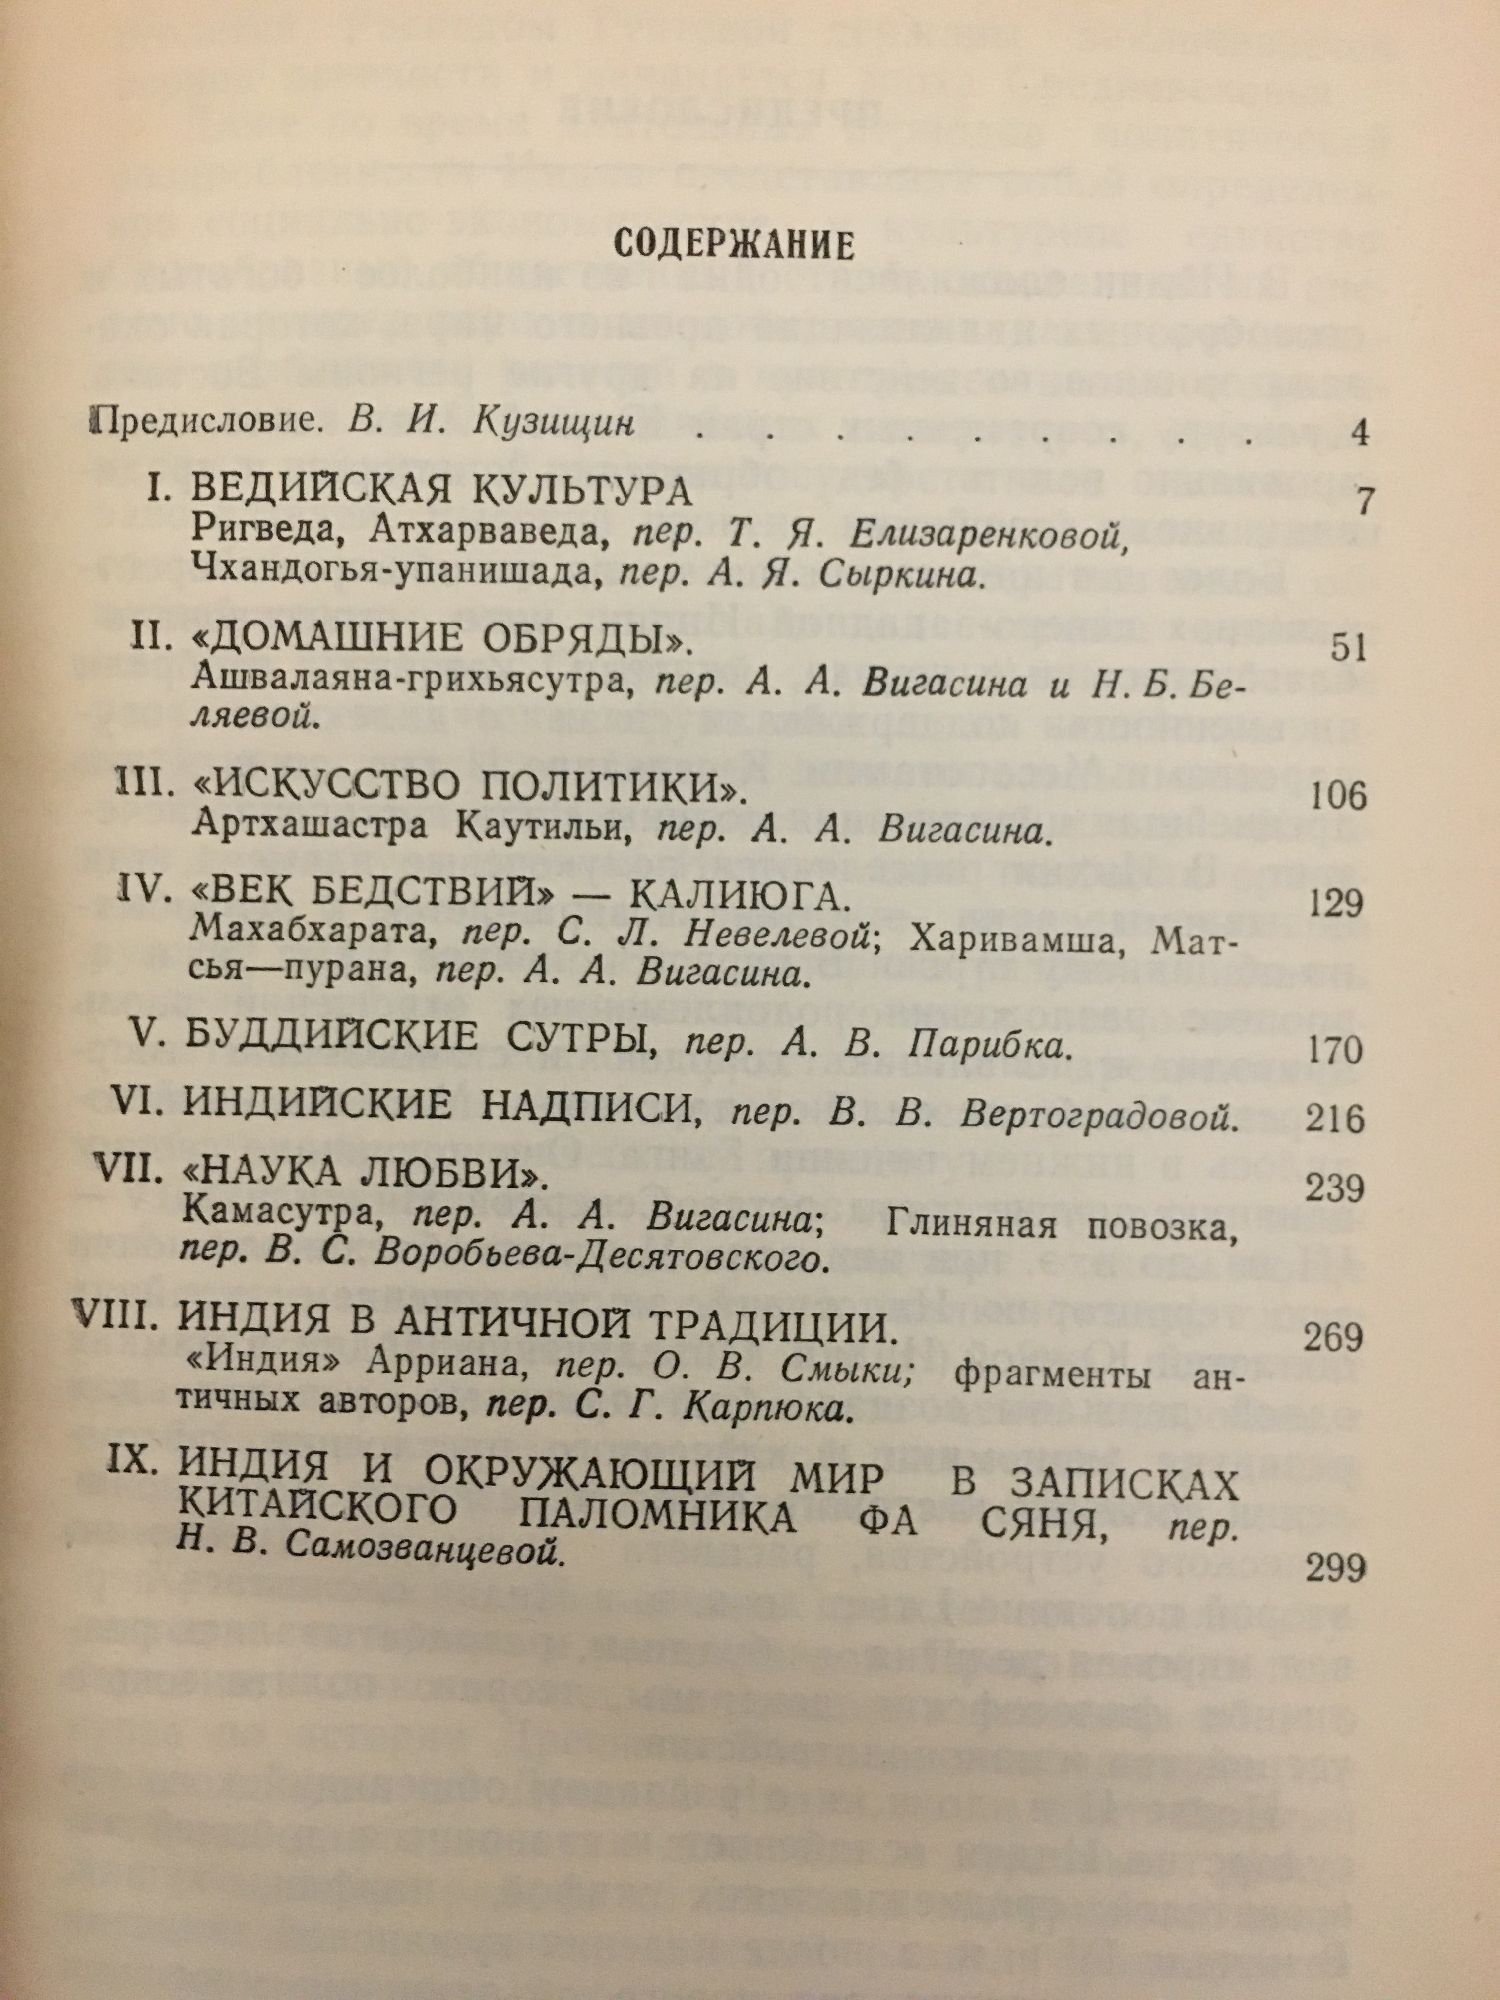 СОДЕРЖАНИЕ
Предисловие. В. И. Кузищин . . . . . . . . . 4
I. ВЕДИЙСКАЯ КУЛЬТУРА 7
Ригведа, Атхарваведа, пер. Т. Я. Елизаренковой,
Чхандогья-упанишада, пер. А. Я. Сыркина.
II. «ДОМАШНИЕ ОБРЯДЫ». 51
Ашвалаяна-грихьясутра, пер. А. А. Вигасина и Н. Б. Бе-
ляевой.
III. «ИСКУССТВО ПОЛИТИКИ». 106
Артхашастра Каутильи, пер. А. А. Вигасина.
IV. «ВЕК БЕДСТВИЙ» — КАЛИЮГА. 129
Махабхарата, пер. С. Л. Невелевой; Харивамша, Мат-
сья—пурана, пер. А. А. Вигасина.
V. БУДДИЙСКИЕ СУТРЫ, пер. А. В. Парибка. 170
VI. ИНДИЙСКИЕ НАДПИСИ, пер. В. В. Вертоградовой. 216
VII. «НАУКА ЛЮБВИ». 239
Камасутра, пер. А. А. Вигасина; Глиняная повозка,
пер. В. С. Воробьева-Десятовского.
VIII. ИНДИЯ В АНТИЧНОЙ ТРАДИЦИИ. 269
«Индия» Арриана, пер. О. В. Смыки; фрагменты ан-
тичных авторов, пер. С. Г. Карпюка.
IX. ИНДИЯ И ОКРУЖАЮЩИЙ МИР В ЗАПИСКАХ
КИТАЙСКОГО ПАЛОМНИКА ФА СЯНЯ, пер.
Н. В. Самозванцевой. 299